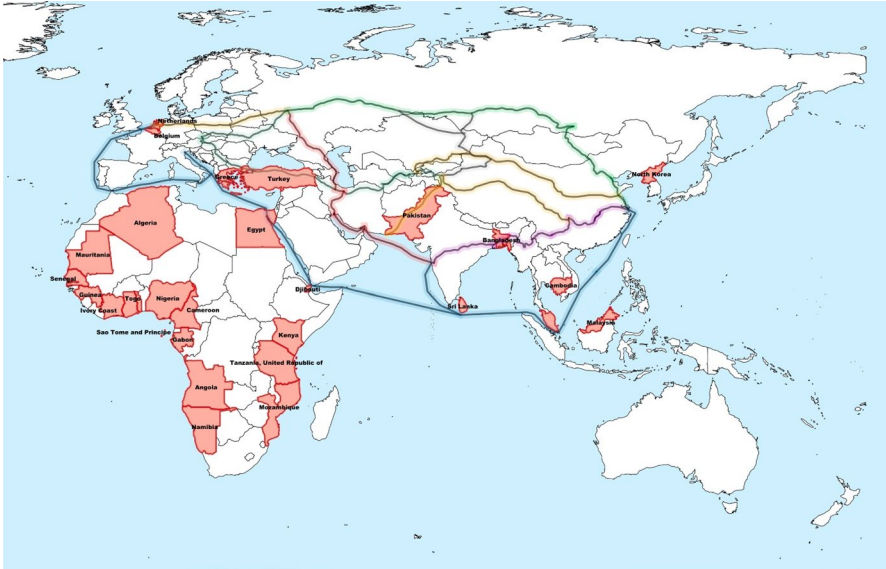 Netherlands
Belgium
Greece
Turkey
North Korea
Algeria
Pakistan
Egypt
Bangladesh
Mauritania
Senegal
Djibouti
Cambodia
Guinea
Togo
Nigeria
Ivory Coast
Cameroon
Sri Lanka
Malaysia
Sao Tome and Principe
Gabon
Kenya
Tanzania, United Republic of
Angola
Mozambique
Namibia